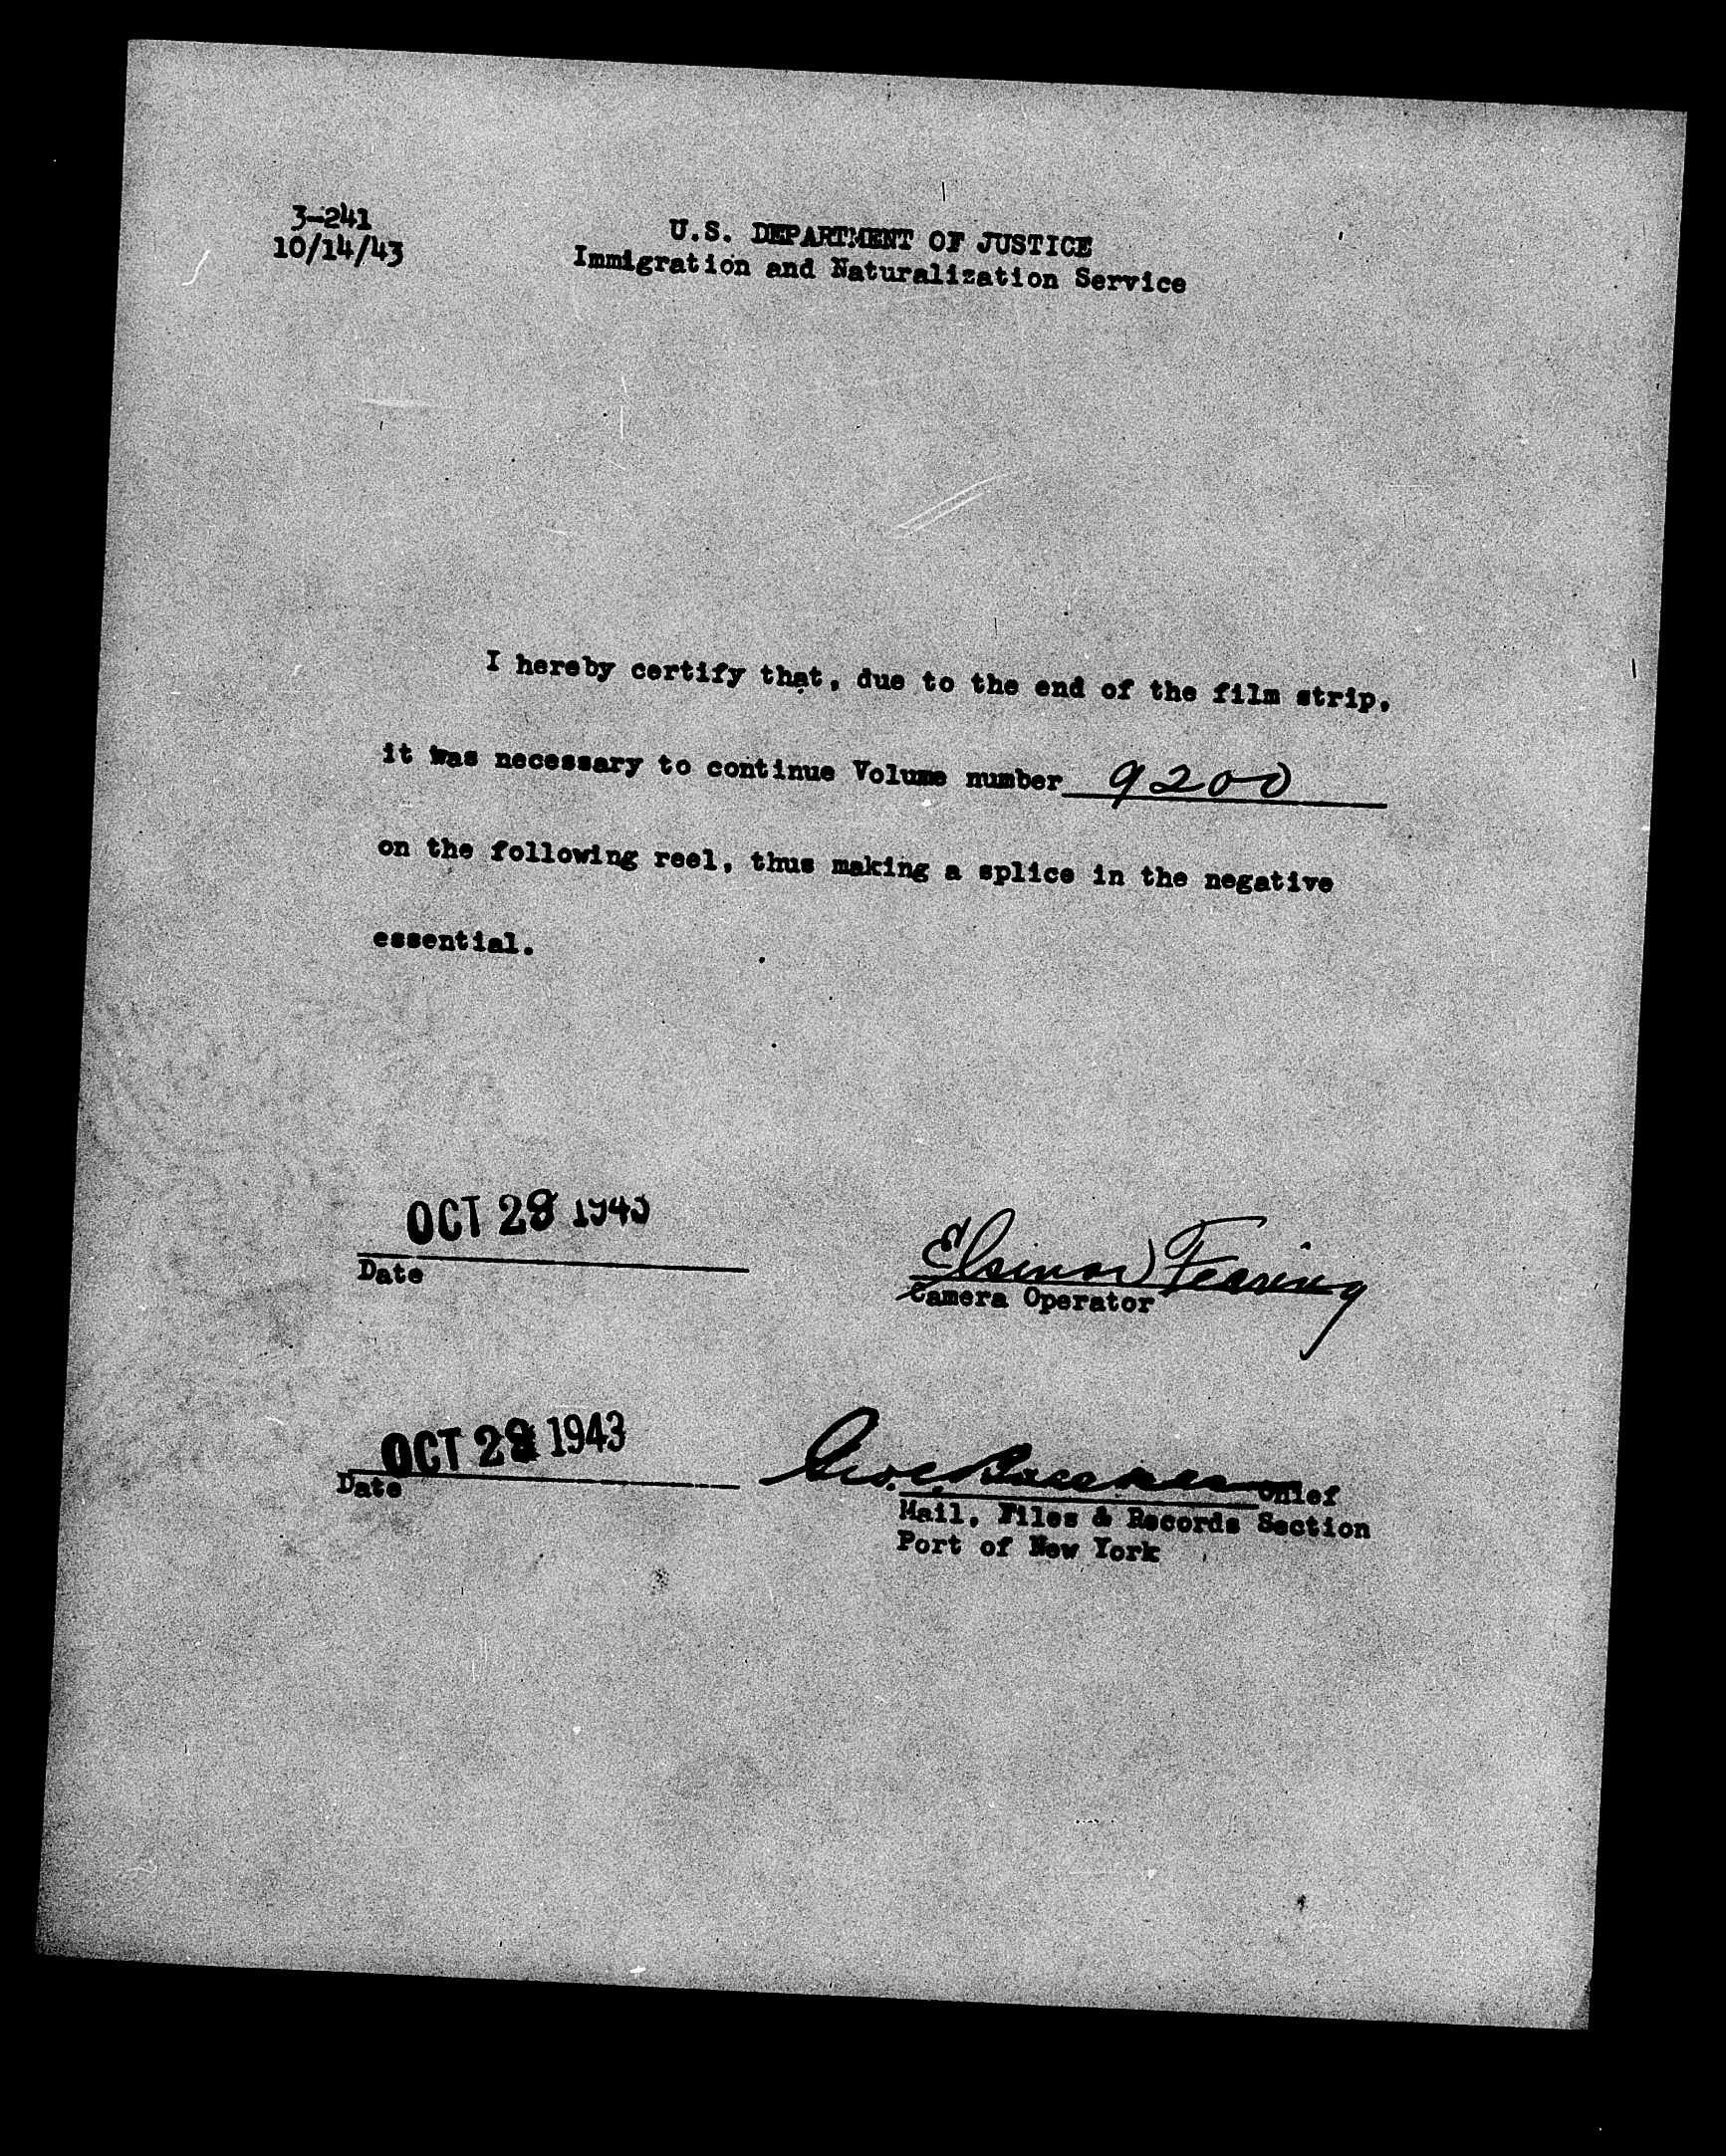 3-241
10/14/43
U.S. DEPARTMENT OF JUSTICE
Immigration and Naturalization Service
I hereby certify that, due to the end of the film strip,
it was necessary to continue Volume number 9200
on the following reel, thus making a splice in the negative
essential.
OCT 1943
Date
Elsinor Fearing
Camera Operator
OCT 1943
Date
Geo. Chief
Mail, Files & Records Section
Port of New York